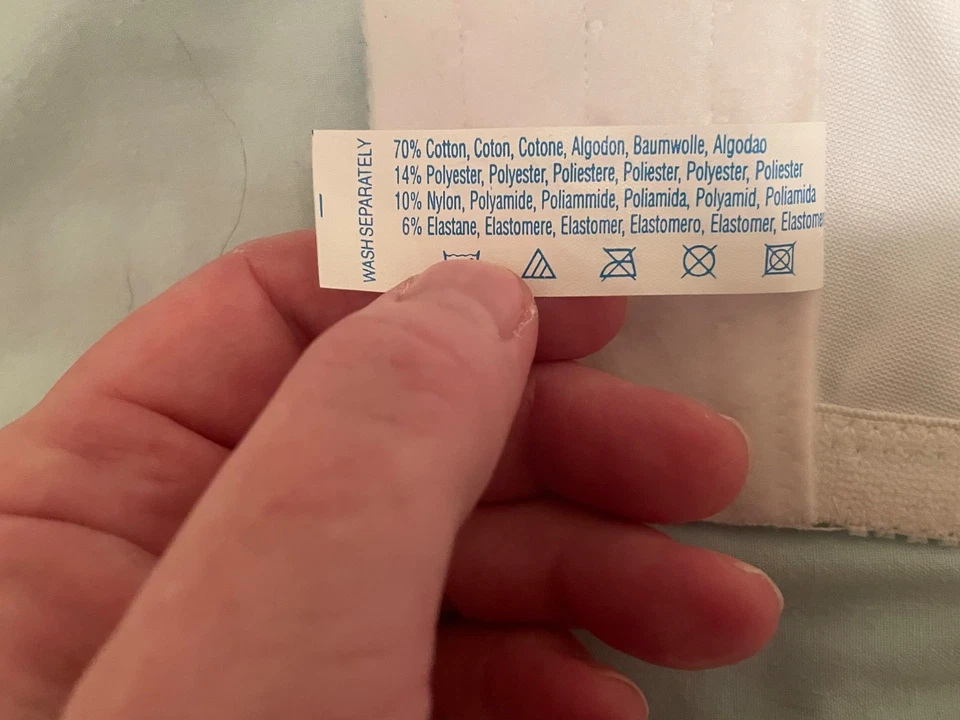 WASH SEPARATELY
70% Cotton, Coton, Cotone, Algodon, Baumwolle, Algodao
14% Polyester, Polyester, Poliestere, Poliester, Polyester, Poliester
10% Nylon, Polyamide, Poliammide, Poliamida, Polyamid, Poliamida
6% Elastane, Elastomere, Elastomer, Elastomero, Elastomer, Elastome